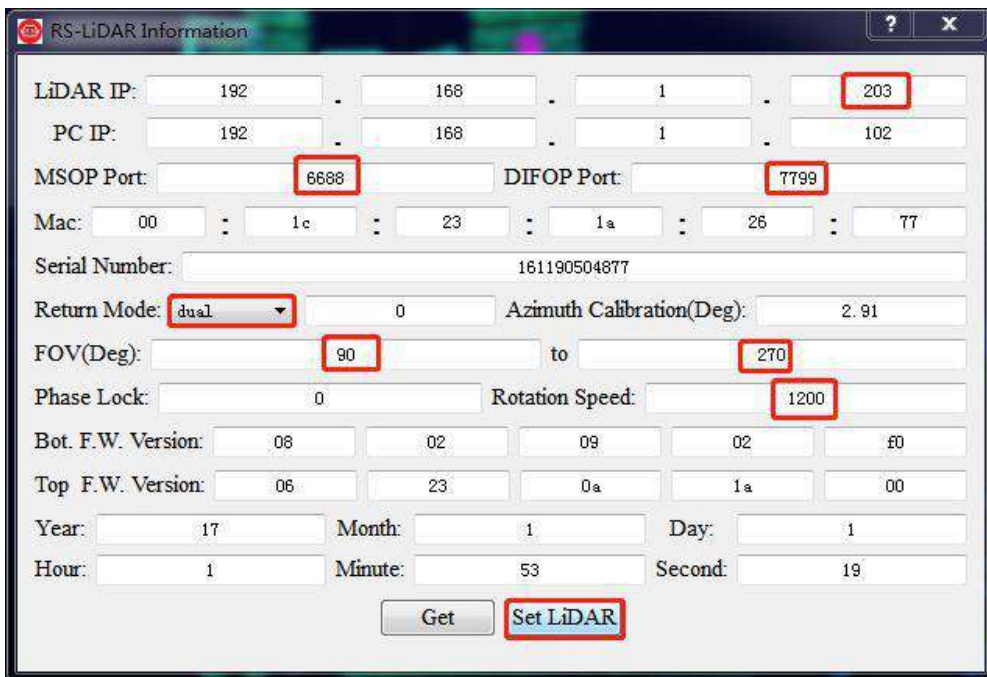 RS-LiDAR Information ? x
LiDAR IP: 192 . 168 . 1 . 203
PC IP: 192 . 168 . 1 . 102
MSOP Port: 6688 DIFOP Port: 7799
Mac: 00 : 1c : 23 : 1a : 26 : 77
Serial Number: 161190504877
Return Mode: dual 0 Azimuth Calibration(Deg): 2.91
FOV(Deg): 90 to 270
Phase Lock: 0 Rotation Speed: 1200
Bot. F.W. Version: 08 02 09 02 f0
Top F.W. Version: 06 23 0a 1a 00
Year: 17 Month: 1 Day: 1
Hour: 1 Minute: 53 Second: 19
Get Set LiDAR